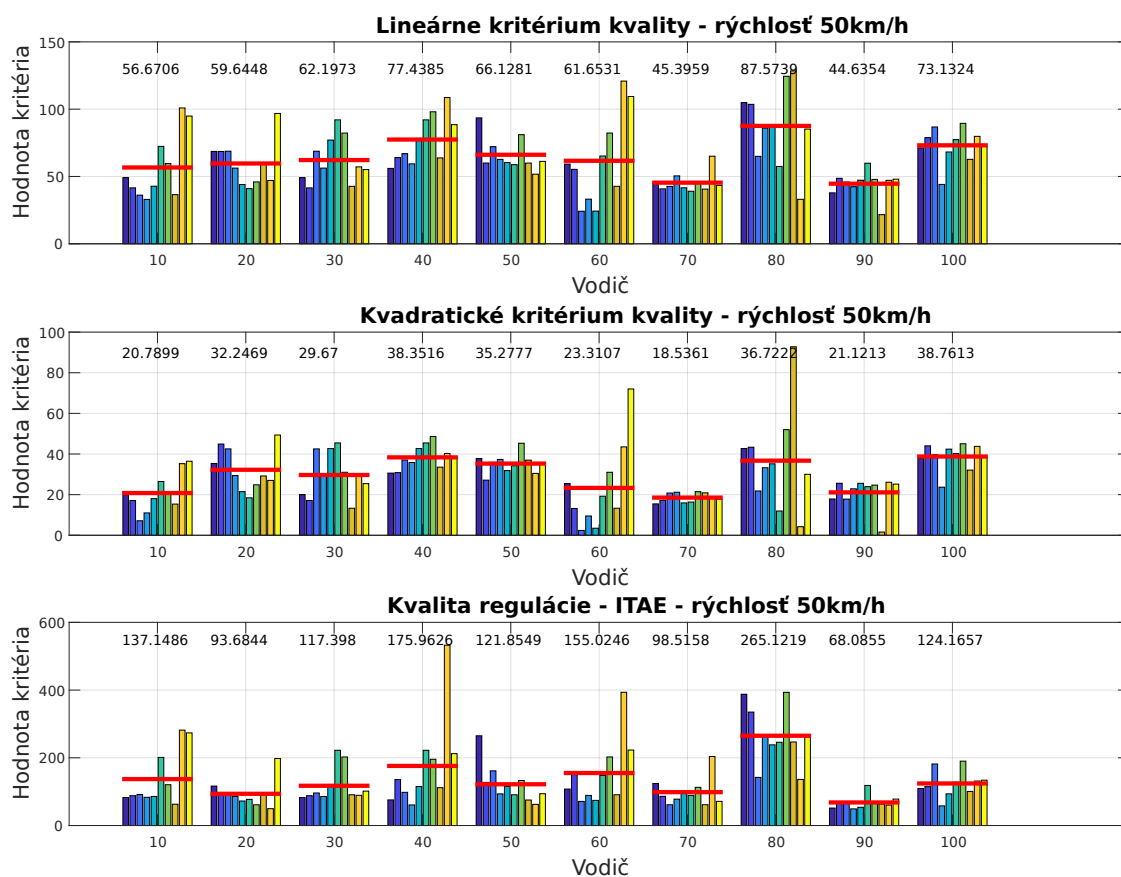 Lineárne kritérium kvality - rýchlosť 50km/h
150
56.6706 59.6448 62.1973 77.4385 66.1281 61.6531 45.3959 87.5739 44.6354 73.1324
100
Hodnota kritéria
50
0
10 20 30 40 50 60 70 80 90 100
Vodič
Kvadratické kritérium kvality - rýchlosť 50km/h
100
20.7899 32.2469 29.67 38.3516 35.2777 23.3107 18.5361 36.7222 21.1213 38.7613
80
60
Hodnota kritéria
40
20
0
10 20 30 40 50 60 70 80 90 100
Vodič
Kvalita regulácie - ITAE - rýchlosť 50km/h
600
137.1486 93.6844 117.398 175.9626 121.8549 155.0246 98.5158 265.1219 68.0855 124.1657
400
Hodnota kritéria
200
0
10 20 30 40 50 60 70 80 90 100
Vodič